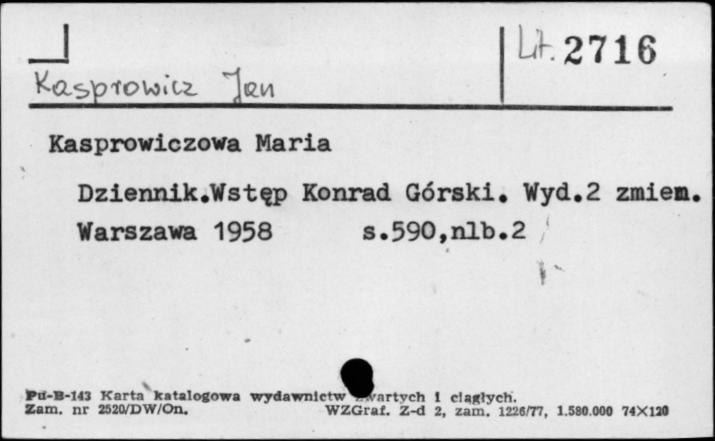 Lit. 2716
Kasprowicz Jan
Kasprowiczowa Maria
Dziennik.Wstęp Konrad Górski. Wyd.2 zmien.
Warszawa 1958 s.590,nlb.2
Pu-B-143 Karta katalogowa wydawnictw zwartych i ciągłych.
Zam. nr 2520/DW/On. WZGraf. Z-d 2, zam. 1226/77, 1.580.000 74X120